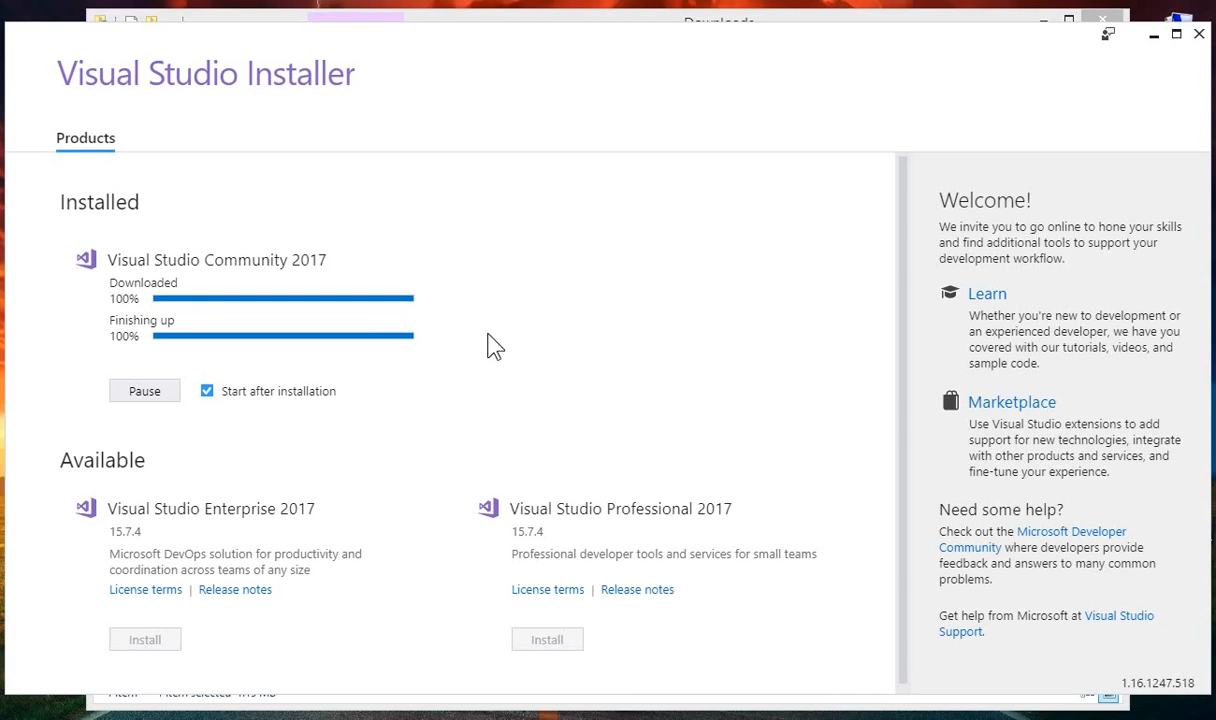 Downloads
Visual Studio Installer
Products
Installed
Visual Studio Community 2017
Downloaded
100%
Finishing up
100%
Pause
Start after installation
Available
Visual Studio Enterprise 2017
15.7.4
Microsoft DevOps solution for productivity and
coordination across teams of any size
License terms | Release notes
Install
Visual Studio Professional 2017
15.7.4
Professional developer tools and services for small teams
License terms | Release notes
Install
Welcome!
We invite you to go online to hone your skills
and find additional tools to support your
development workflow.
Learn
Whether you're new to development or
an experienced developer, we have you
covered with our tutorials, videos, and
sample code.
Marketplace
Use Visual Studio extensions to add
support for new technologies, integrate
with other products and services, and
fine-tune your experience.
Need some help?
Check out the Microsoft Developer
Community where developers provide
feedback and answers to many common
problems.
Get help from Microsoft at Visual Studio
Support.
1.16.1247.518